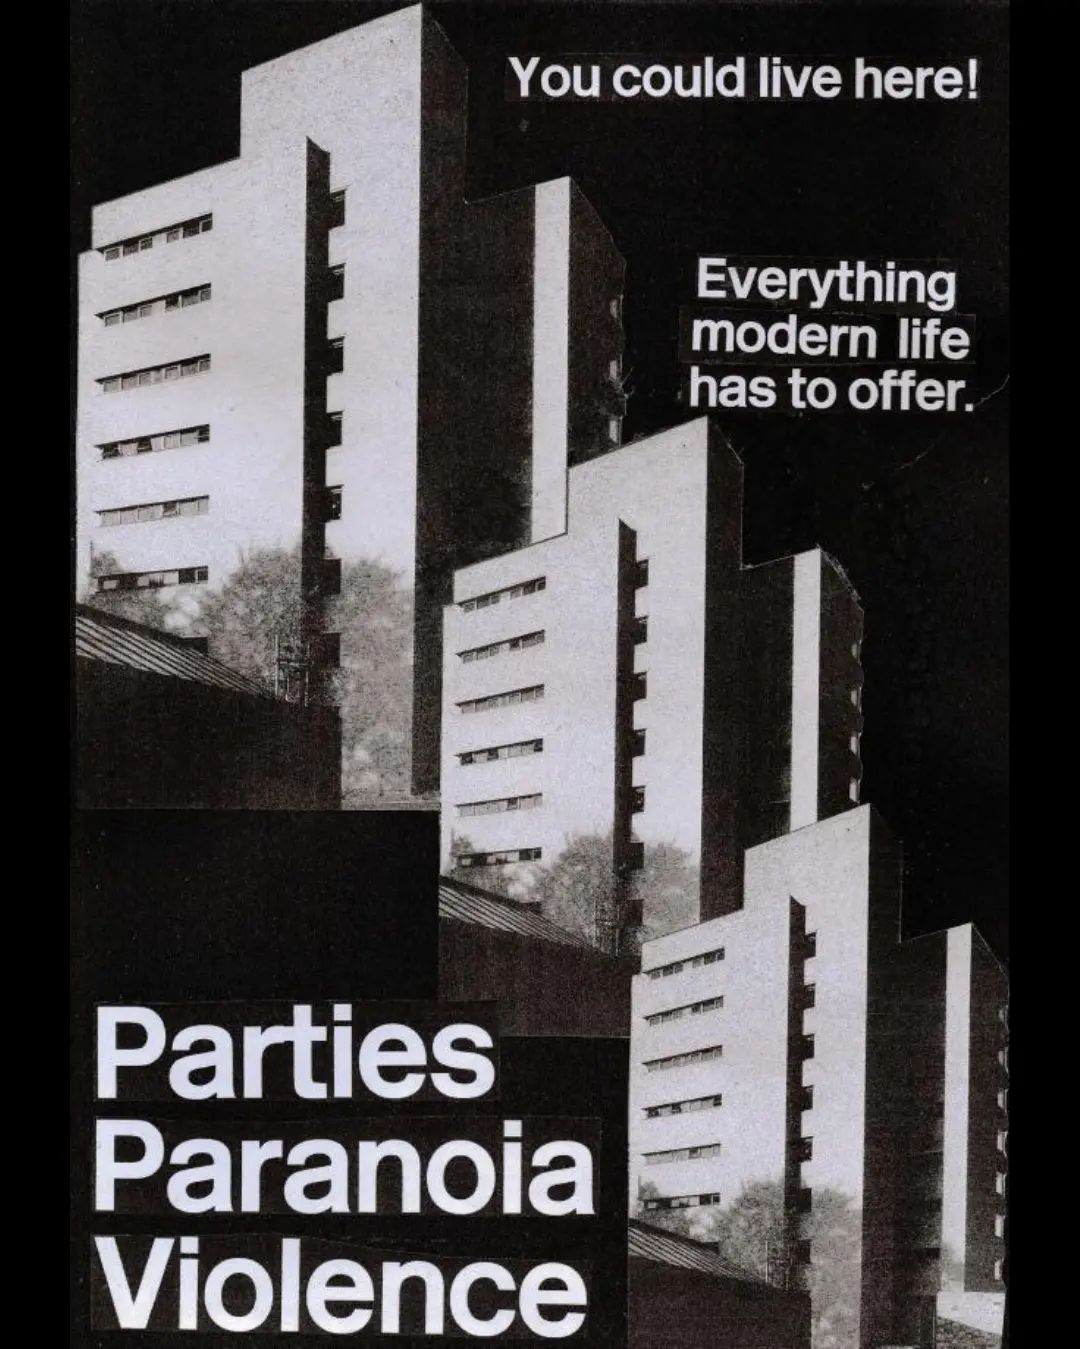 You could live here!
Everything
modern life
has to offer.
Parties
Paranoia
Violence